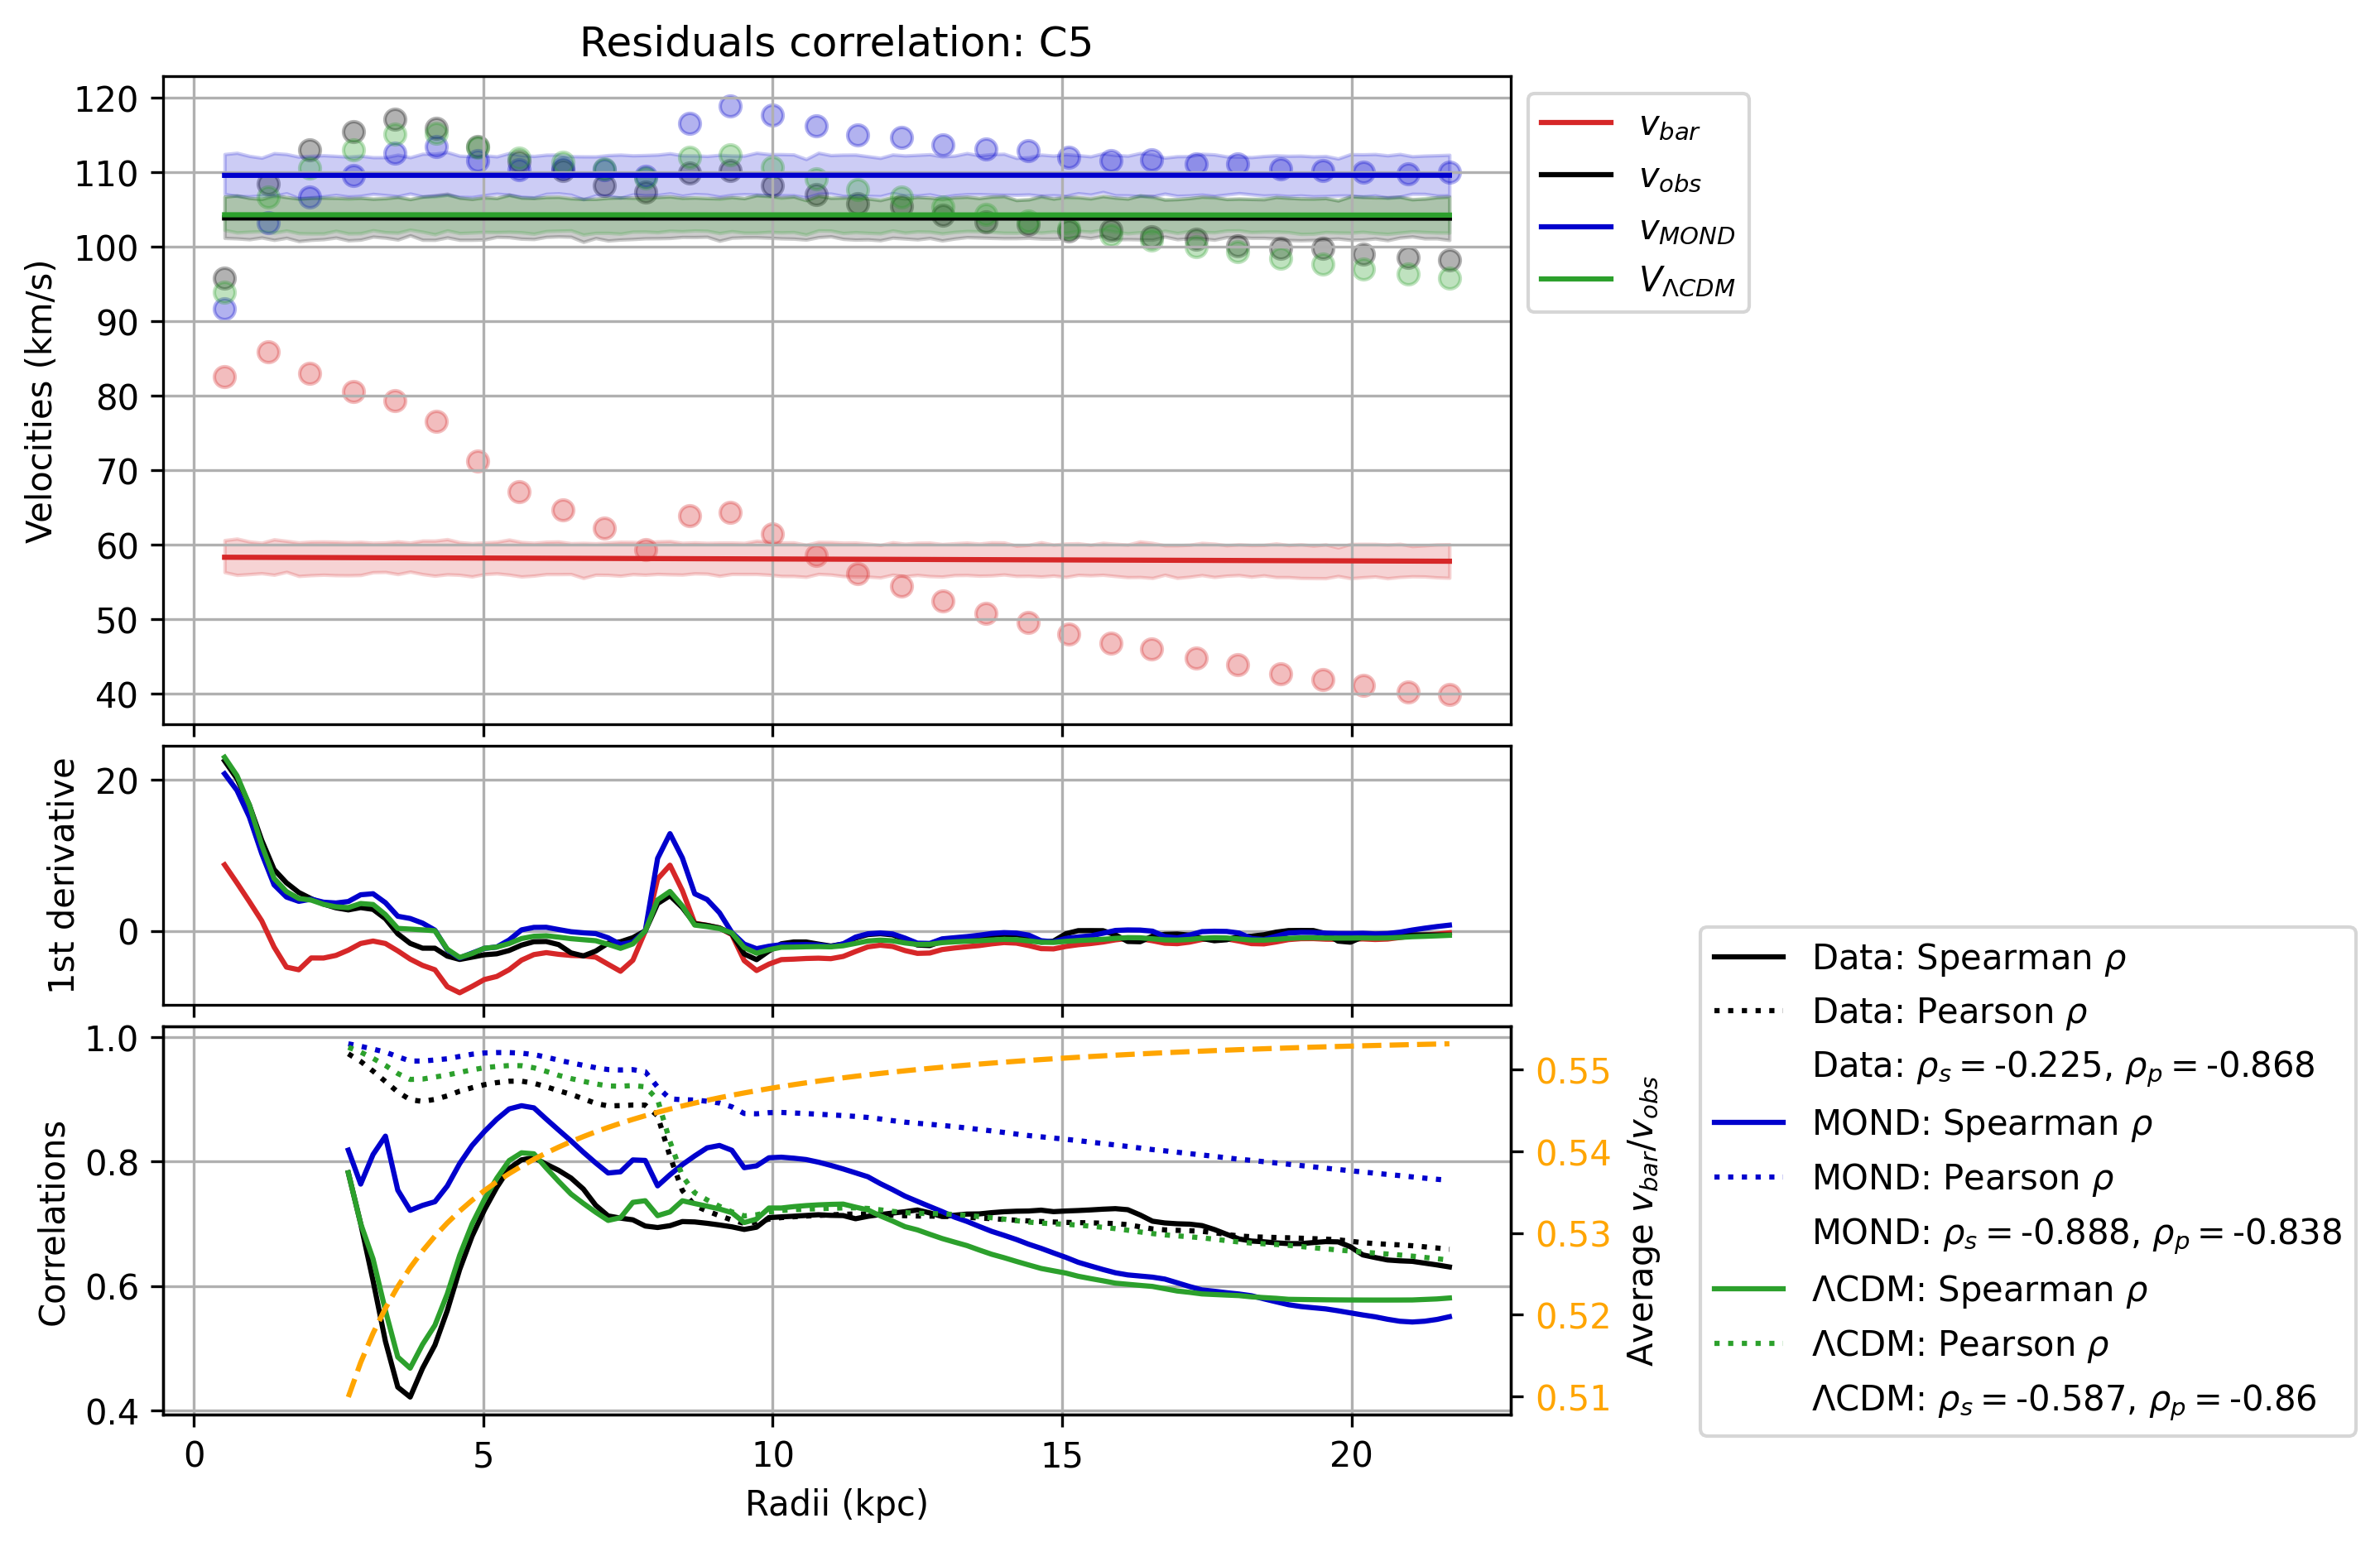 Residuals correlation: C5
120
110
100
90
80
70
60
50
40
Velocities (km/s)
v_bar
v_obs
v_MOND
V_ΛCDM
20
0
1st derivative
1.0
0.8
0.6
0.4
Correlations
0.55
0.54
0.53
0.52
0.51
Average v_bar/v_obs
0
5
10
15
20
Radii (kpc)
Data: Spearman ρ
Data: Pearson ρ
Data: ρ_s = -0.225, ρ_p = -0.868
MOND: Spearman ρ
MOND: Pearson ρ
MOND: ρ_s = -0.888, ρ_p = -0.838
ΛCDM: Spearman ρ
ΛCDM: Pearson ρ
ΛCDM: ρ_s = -0.587, ρ_p = -0.86